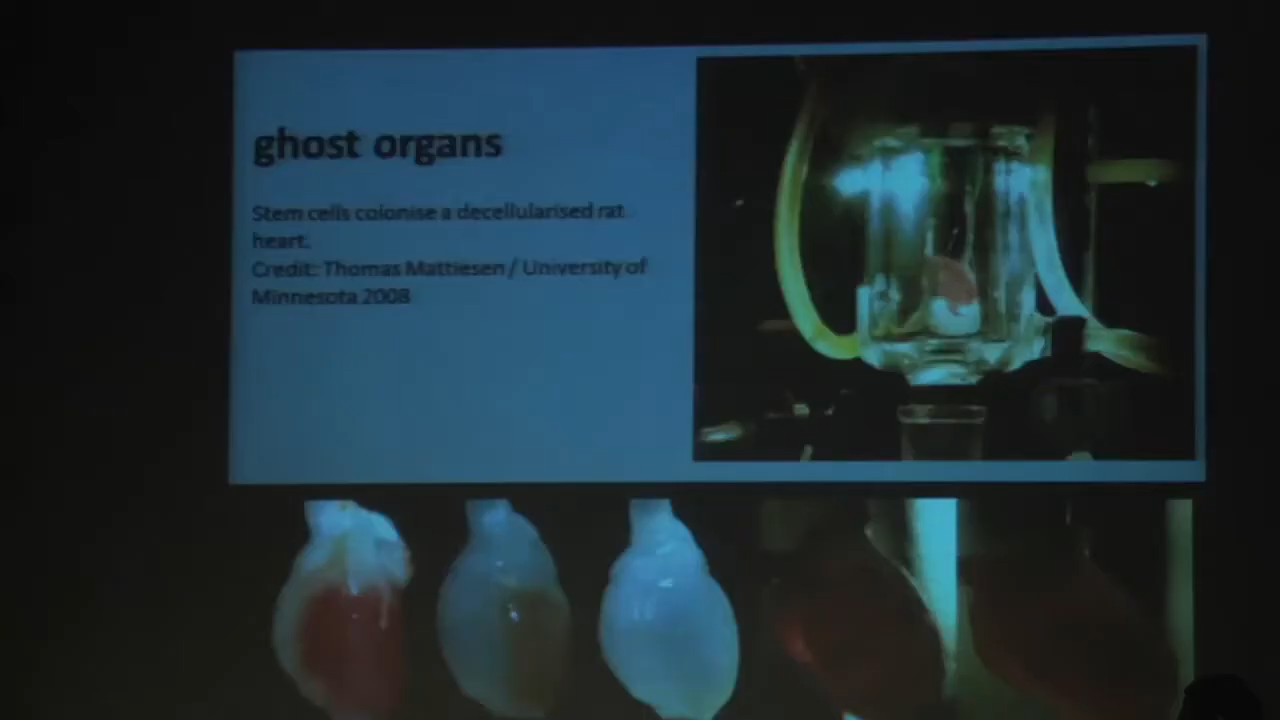 ghost organs
Stem cells colonise a decellularised rat
heart.
Credit: Thomas Mattiesen / University of
Minnesota 2008